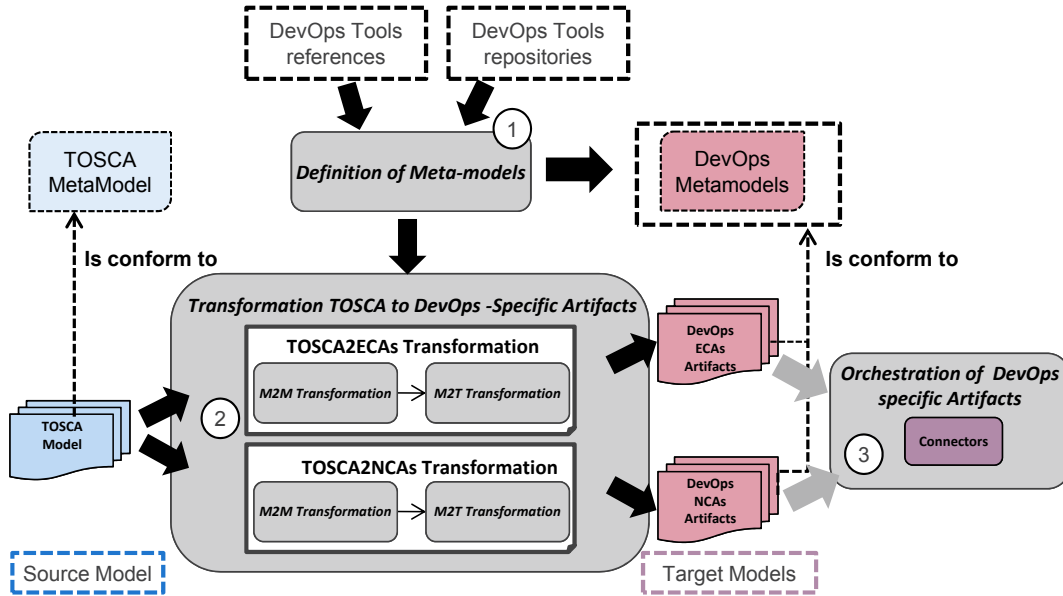 DevOps Tools
references
DevOps Tools
repositories
1
Definition of Meta-models
TOSCA
MetaModel
DevOps
Metamodels
Is conform to
Is conform to
Transformation TOSCA to DevOps -Specific Artifacts
TOSCA2ECAs Transformation
M2M Transformation
M2T Transformation
2
TOSCA2NCAs Transformation
M2M Transformation
M2T Transformation
TOSCA
Model
DevOps
ECAs
Artifacts
DevOps
NCAs
Artifacts
Orchestration of DevOps
specific Artifacts
3
Connectors
Source Model
Target Models